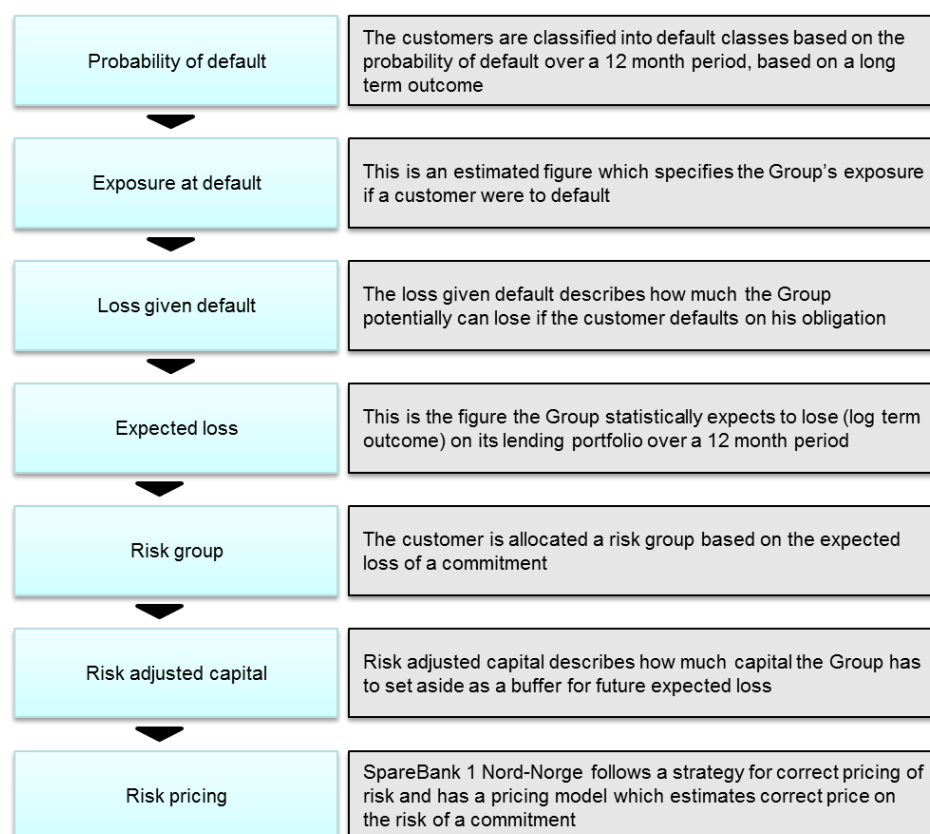 Probability of default
The customers are classified into default classes based on the
probability of default over a 12 month period, based on a long
term outcome
Exposure at default
This is an estimated figure which specifies the Group's exposure
if a customer were to default
Loss given default
The loss given default describes how much the Group
potentially can lose if the customer defaults on his obligation
Expected loss
This is the figure the Group statistically expects to lose (log term
outcome) on its lending portfolio over a 12 month period
Risk group
The customer is allocated a risk group based on the expected
loss of a commitment
Risk adjusted capital
Risk adjusted capital describes how much capital the Group has
to set aside as a buffer for future expected loss
Risk pricing
SpareBank 1 Nord-Norge follows a strategy for correct pricing of
risk and has a pricing model which estimates correct price on
the risk of a commitment